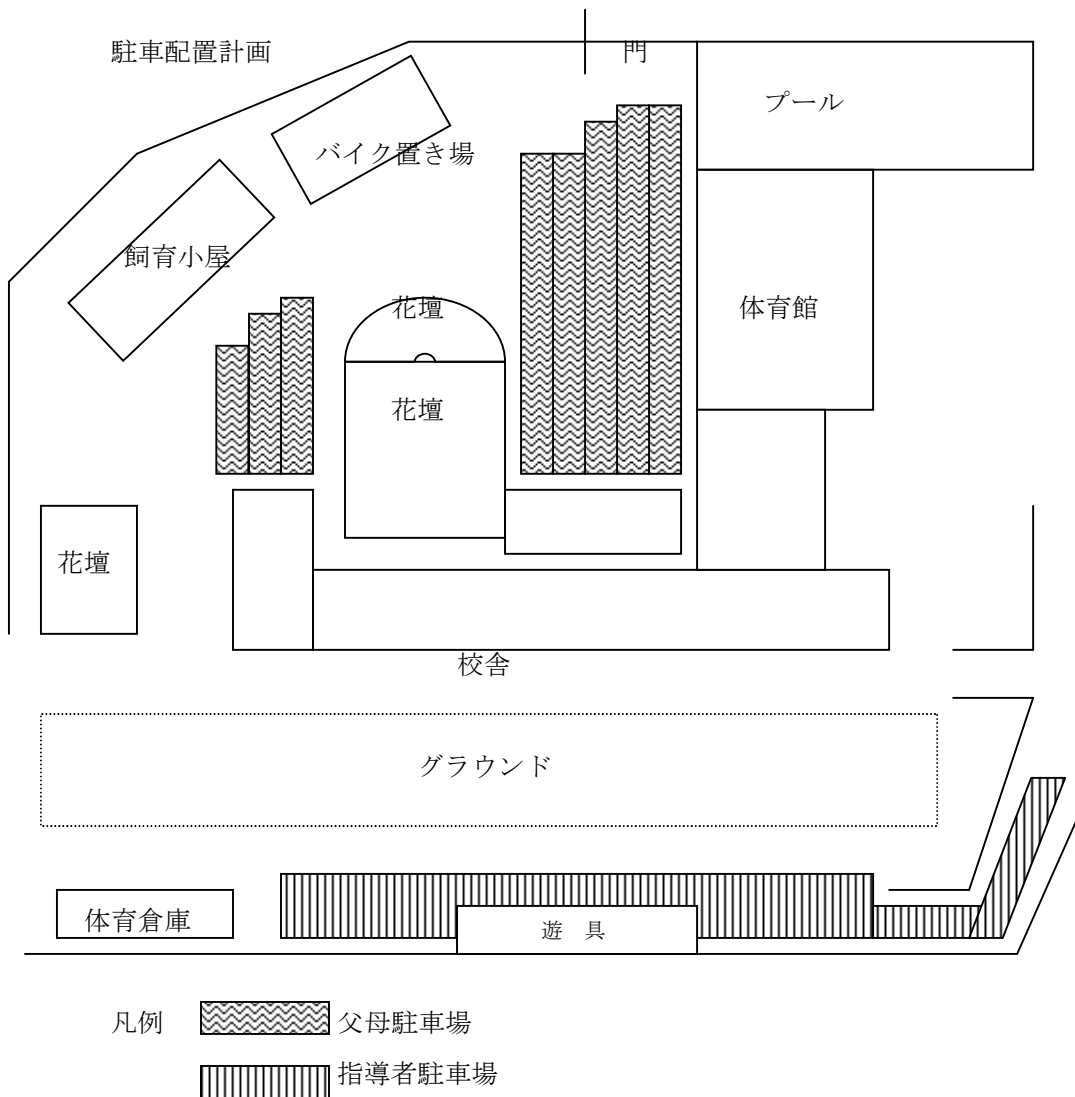 駐車配置計画
門
プール
バイク置き場
飼育小屋
花壇
体育館
花壇
花壇
校舎
グラウンド
体育倉庫
遊 具
凡例
父母駐車場
指導者駐車場